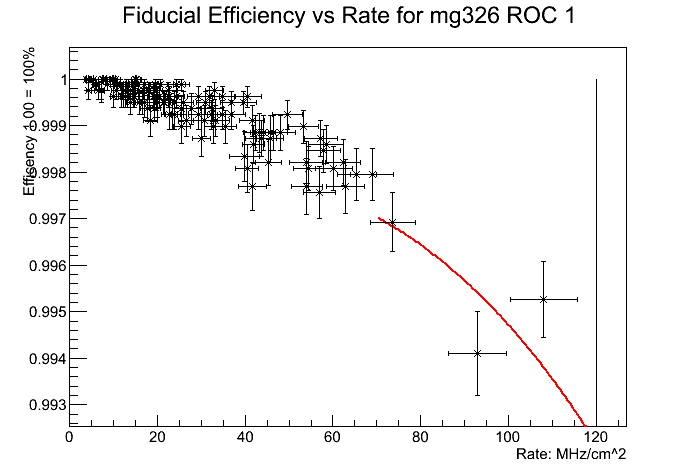 Fiducial Efficiency vs Rate for mg326 ROC 1
Efficency 1.00 = 100%
1
0.999
0.998
0.997
0.996
0.995
0.994
0.993
0 20 40 60 80 100 120
Rate: MHz/cm^2